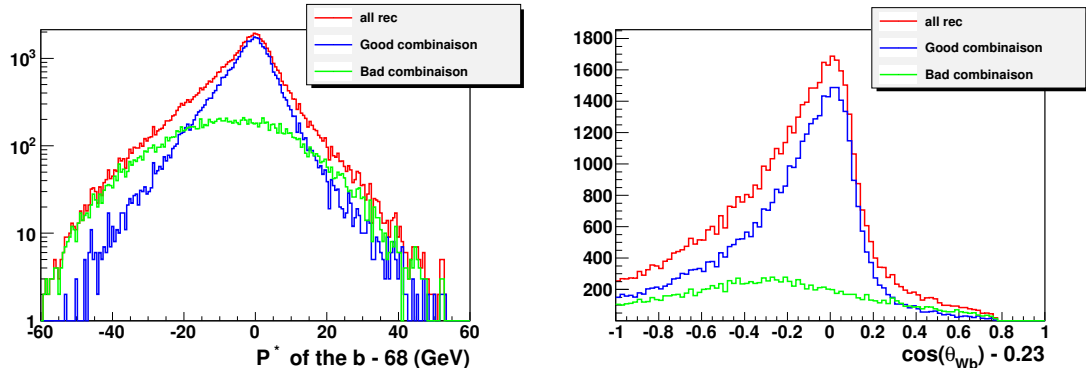 all rec
Good combinaison
Bad combinaison
10³
10²
10
1
-60 -40 -20 0 20 40 60
P* of the b - 68 (GeV)
all rec
Good combinaison
Bad combinaison
1800
1600
1400
1200
1000
800
600
400
200
-1 -0.8 -0.6 -0.4 -0.2 0 0.2 0.4 0.6 0.8 1
cos(θWb) - 0.23